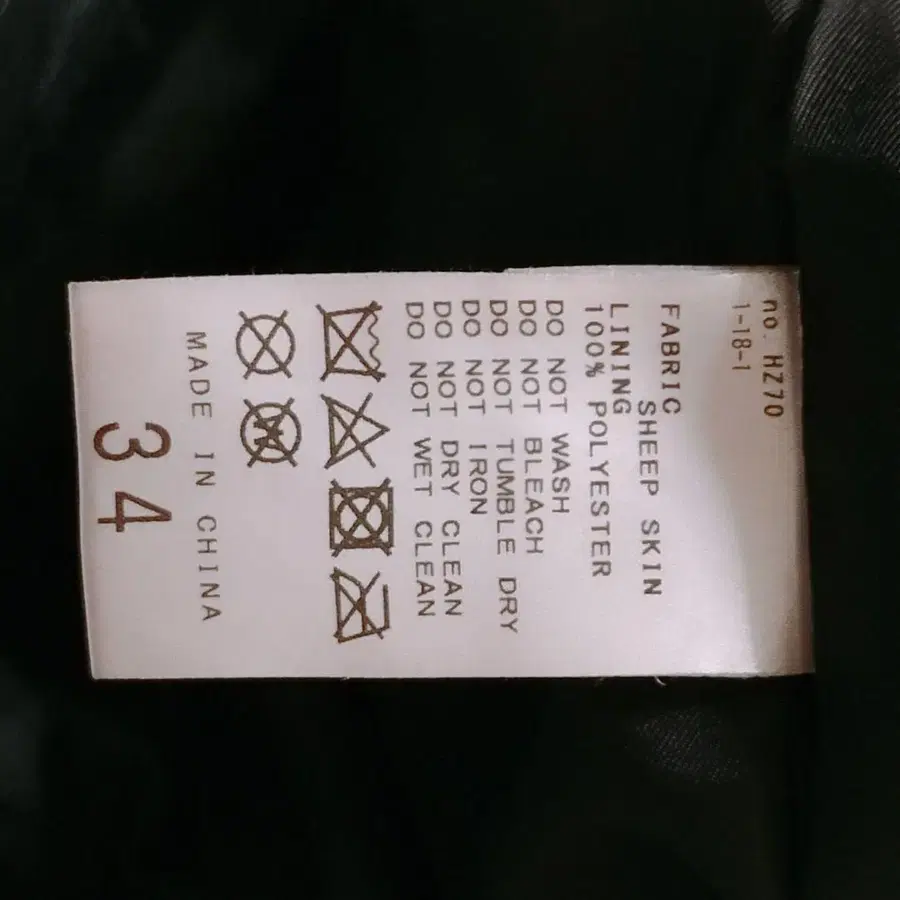 no. HZ70
1-18-1
FABRIC
SHEEP SKIN
LINING
100% POLYESTER
DO NOT WASH
DO NOT BLEACH
DO NOT TUMBLE DRY
DO NOT IRON
DO NOT DRY CLEAN
DO NOT WET CLEAN
W
MADE IN CHINA
34